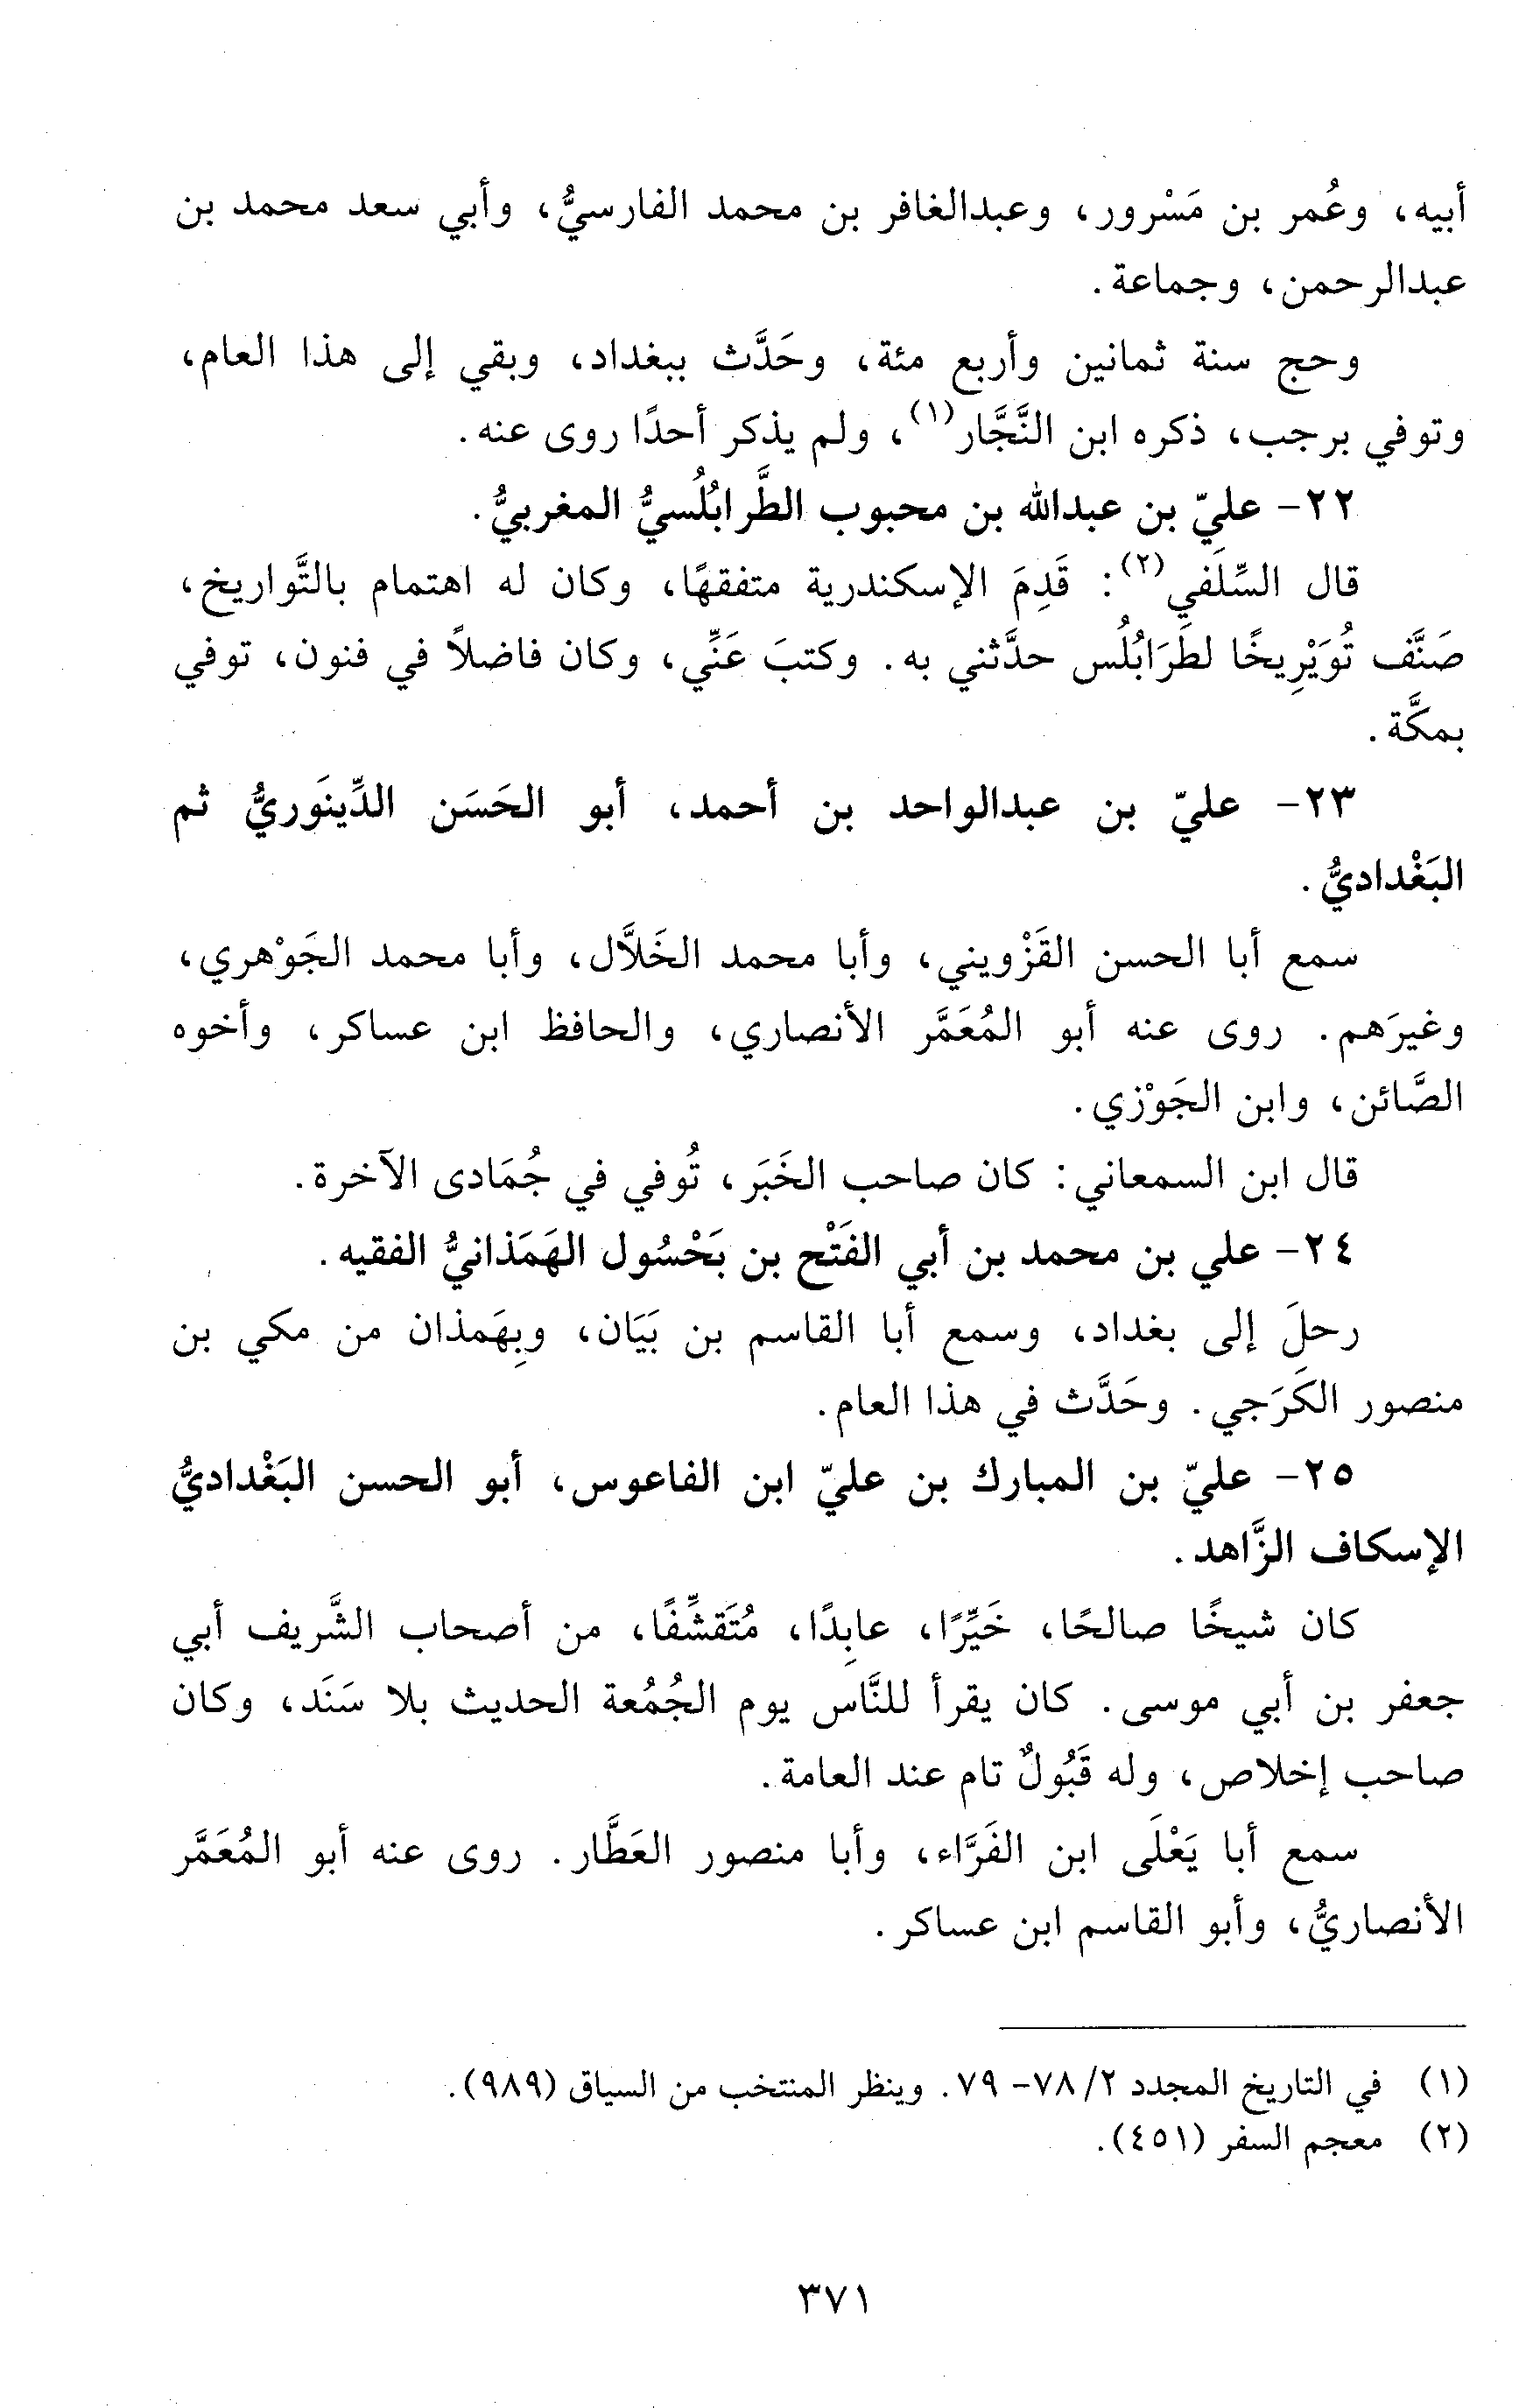 أبيه، وعُمر بن مَسْرور، وعبدالغافر بن محمد الفارسيُّ، وأبي سعد محمد بن
عبدالرحمن، وجماعة.
وحج سنة ثمانين وأربع مئة، وحَدَّث ببغداد، وبقي إلى هذا العام،
وتوفي برجب، ذكره ابن النَّجَّار(١)، ولم يذكر أحدًا روى عنه.
٢٢- عليّ بن عبدالله بن محبوب الطَّرابُلُسيُّ المغربيُّ.
قال السِّلَفي(٢): قَدِمَ الإسكندرية متفقهًا، وكان له اهتمام بالتَّواريخ،
صَنَّف تُوَيْرِيخًا لطَرَابُلُس حدَّثني به. وكتبَ عَنِّي، وكان فاضلاً في فنون، توفي
بمكَّة.
٢٣- عليّ بن عبدالواحد بن أحمد، أبو الحَسَن الدِّينَوريُّ ثم
البَغْداديُّ.
سمع أبا الحسن القَزْويني، وأبا محمد الخَلاَّل، وأبا محمد الجَوْهري،
وغيرَهم. روى عنه أبو المُعَمَّر الأنصاري، والحافظ ابن عساكر، وأخوه
الصَّائن، وابن الجَوْزي.
قال ابن السمعاني: كان صاحب الخَبَر، تُوفي في جُمَادى الآخرة.
٢٤- علي بن محمد بن أبي الفَتْح بن بَحْسُول الهَمَذانيُّ الفقيه.
رحلَ إلى بغداد، وسمع أبا القاسم بن بَيَان، وبِهَمذان من مكي بن
منصور الكَرَجي. وحَدَّث في هذا العام.
٢٥- عليّ بن المبارك بن عليّ ابن الفاعوس، أبو الحسن البَغْداديُّ
الإسكاف الزَّاهد.
كان شيخًا صالحًا، خَيِّرًا، عابِدًا، مُتَقشِّفًا، من أصحاب الشَّريف أبي
جعفر بن أبي موسى. كان يقرأ للنَّاس يوم الجُمُعة الحديث بلا سَنَد، وكان
صاحب إخلاص، وله قَبُولٌ تام عند العامة.
سمع أبا يَعْلَى ابن الفَرَّاء، وأبا منصور العَطَّار. روى عنه أبو المُعَمَّر
الأنصاريُّ، وأبو القاسم ابن عساكر.
(١) في التاريخ المجدد ٢/ ٧٨- ٧٩. وينظر المنتخب من السياق (٩٨٩).
(٢) معجم السفر (٤٥١).
٣٧١